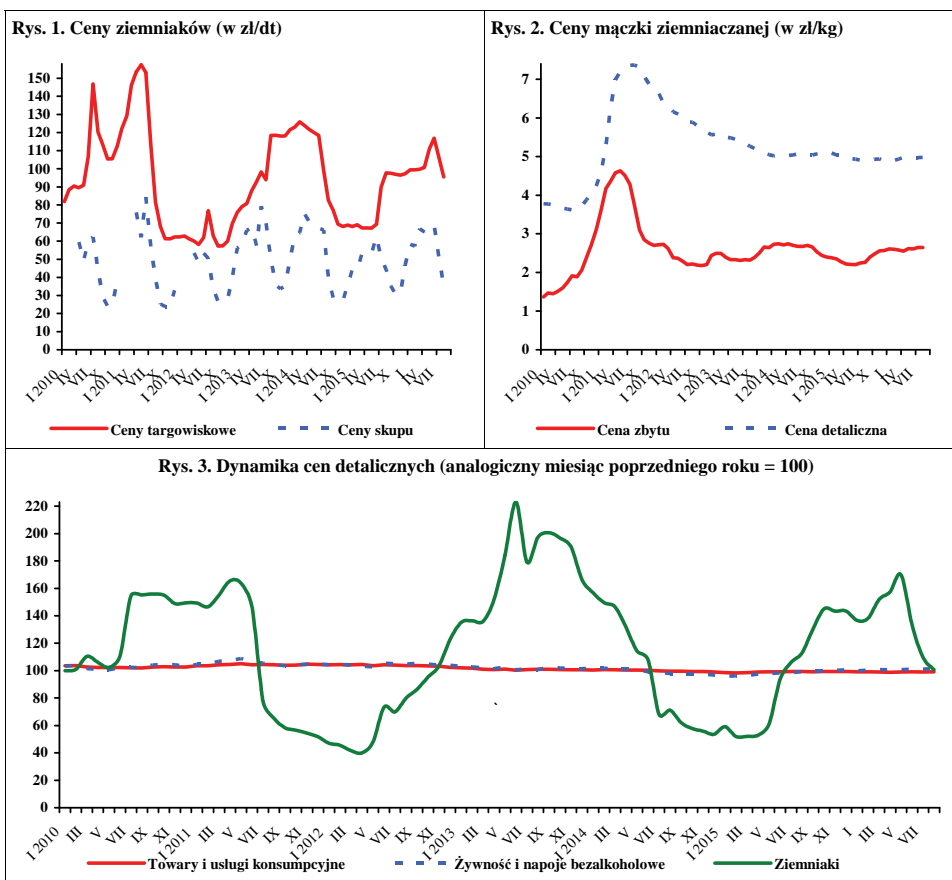 Rys. 1. Ceny ziemniaków (w zł/dt)
150
140
130
120
110
100
90
80
70
60
50
40
30
20
10
0
I 2010
IV
VII
X
I 2011
IV
VII
X
I 2012
IV
VII
X
I 2013
IV
VII
X
I 2014
IV
VII
X
I 2015
IV
VII
X
I
IV
VII
Ceny targowiskowe
Ceny skupu
Rys. 2. Ceny mączki ziemniaczanej (w zł/kg)
7
6
5
4
3
2
1
0
I 2010
IV
VII
X
I 2011
IV
VII
X
I 2012
IV
VII
X
I 2013
IV
VII
X
I 2014
IV
VII
X
I 2015
IV
VII
X
I
IV
VII
Cena zbytu
Cena detaliczna
Rys. 3. Dynamika cen detalicznych (analogiczny miesiąc poprzedniego roku = 100)
220
200
180
160
140
120
100
80
60
40
20
0
I 2010
III
V
VII
IX
XI
I 2011
III
V
VII
IX
XI
I 2012
III
V
VII
IX
XI
I 2013
III
V
VII
IX
XI
I 2014
III
V
VII
IX
XI
I 2015
III
V
VII
IX
XI
I
III
V
VII
Towary i usługi konsumpcyjne
Żywność i napoje bezalkoholowe
Ziemniaki